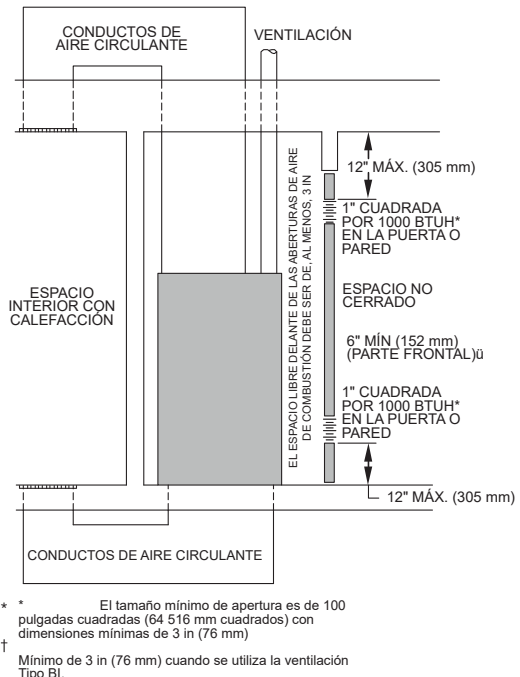 CONDUCTOS DE
AIRE CIRCULANTE
VENTILACIÓN
12" MÁX. (305 mm)
1" CUADRADA
POR 1000 BTUH*
EN LA PUERTA O
PARED
EL ESPACIO LIBRE DELANTE DE LAS ABERTURAS DE AIRE
DE COMBUSTIÓN DEBE SER DE, AL MENOS, 3 IN
ESPACIO
INTERIOR CON
CALEFACCIÓN
ESPACIO NO
CERRADO
6" MÍN (152 mm)
(PARTE FRONTAL)ü
1" CUADRADA
POR 1000 BTUH*
EN LA PUERTA O
PARED
12" MÁX. (305 mm)
CONDUCTOS DE AIRE CIRCULANTE
* * El tamaño mínimo de apertura es de 100
pulgadas cuadradas (64 516 mm cuadrados) con
dimensiones mínimas de 3 in (76 mm)
†
Mínimo de 3 in (76 mm) cuando se utiliza la ventilación
Tipo BI.